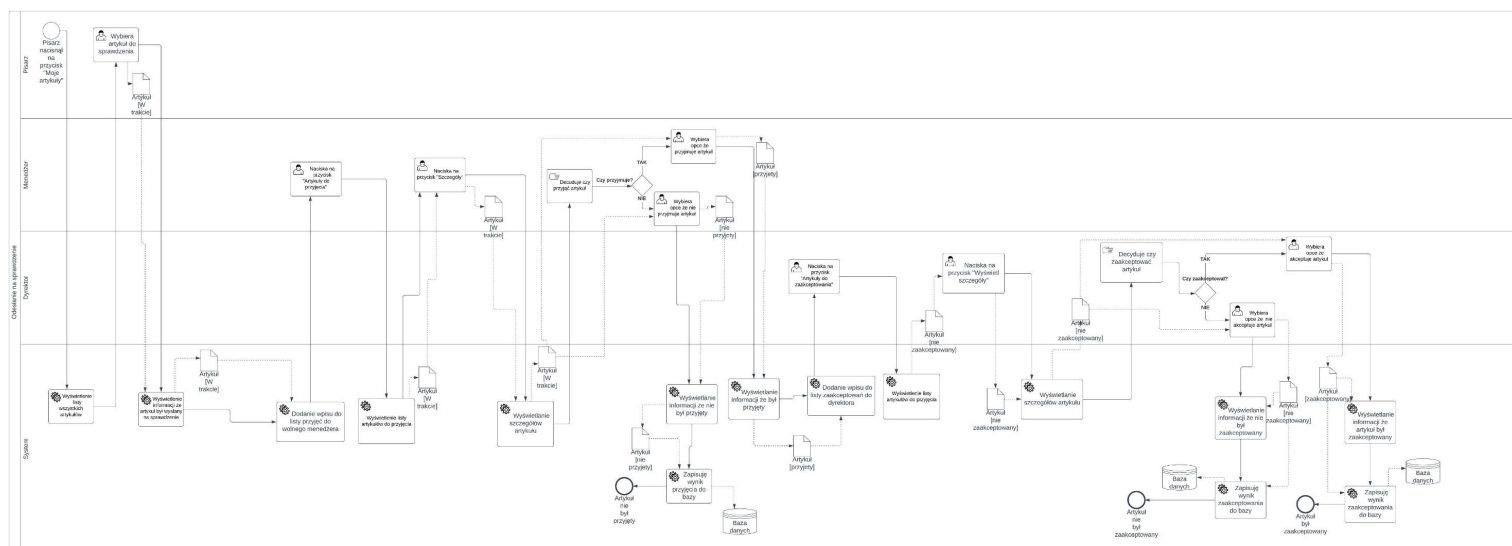 Odesłanie na sprawdzenie
Pisarz
Pisarz
nacisnął
na
przycisk
"Moje
artykuły"
Wybiera
artykuł do
sprawdzenia
Artykuł
[W
trakcie]
Menedżer
Naciska na
przycisk
"Artykuły do
przyjęcia"
Naciska na
przycisk "Szczegóły"
Artykuł
[W
trakcie]
Decyduje czy
przyjąć artykuł
Czy przyjmuje?
TAK
NIE
Wybiera
opce że
przyjmuje artykuł
Artykuł
[przyjęty]
Wybiera
opce że nie
przyjmuje artykuł
Artykuł
[nie
przyjęty]
Dyrektor
Naciska na
przycisk
"Artykuły do
zaakceptowania"
Naciska na
przycisk "Wyświetl
szczegóły"
Artykuł
[nie
zaakceptowany]
Artykuł
[nie
zaakceptowany]
Decyduje czy
zaakceptować
artykuł
Czy zaakceptował?
TAK
NIE
Wybiera
opce że
akceptuje artykuł
Wybiera
opce że nie
akceptuje artykuł
System
Wyświetlanie
listy
wszystkich
artykułów
Wyświetlanie
informacji że
artykuł był wysłany
na sprawdzenie
Artykuł
[W
trakcie]
Dodanie wpisu do
listy przyjęć do
wolnego menedżera
Wyświetlanie listy
artykułów do przyjęcia
Artykuł
[W
trakcie]
Wyświetlanie
szczegółów
artykułu
Artykuł
[W
trakcie]
Wyświetlanie
informacji że nie
był przyjęty
Artykuł
[nie
przyjęty]
Zapisuję
wynik
przyjęcia do
bazy
Artykuł
nie
był
przyjęty
Baza
danych
Wyświetlanie
informacji że był
przyjęty
Artykuł
[przyjęty]
Dodanie wpisu do
listy zaakceptowań do
dyrektora
Wyświetlanie listy
artykułów do przyjęcia
Artykuł
[nie
zaakceptowany]
Wyświetlanie
szczegółów artykułu
Wyświetlanie
informacji że nie
był
zaakceptowany
Artykuł
[nie
zaakceptowany]
Artykuł
[zaakceptowany]
Wyświetlanie
informacji że
artykuł był
zaakceptowany
Baza
danych
Zapisuję
wynik
zaakceptowania
do bazy
Artykuł
nie
był
zaakceptowany
Artykuł
był
zaakceptowany
Zapisuję
wynik
zaakceptowania
do bazy
Baza
danych